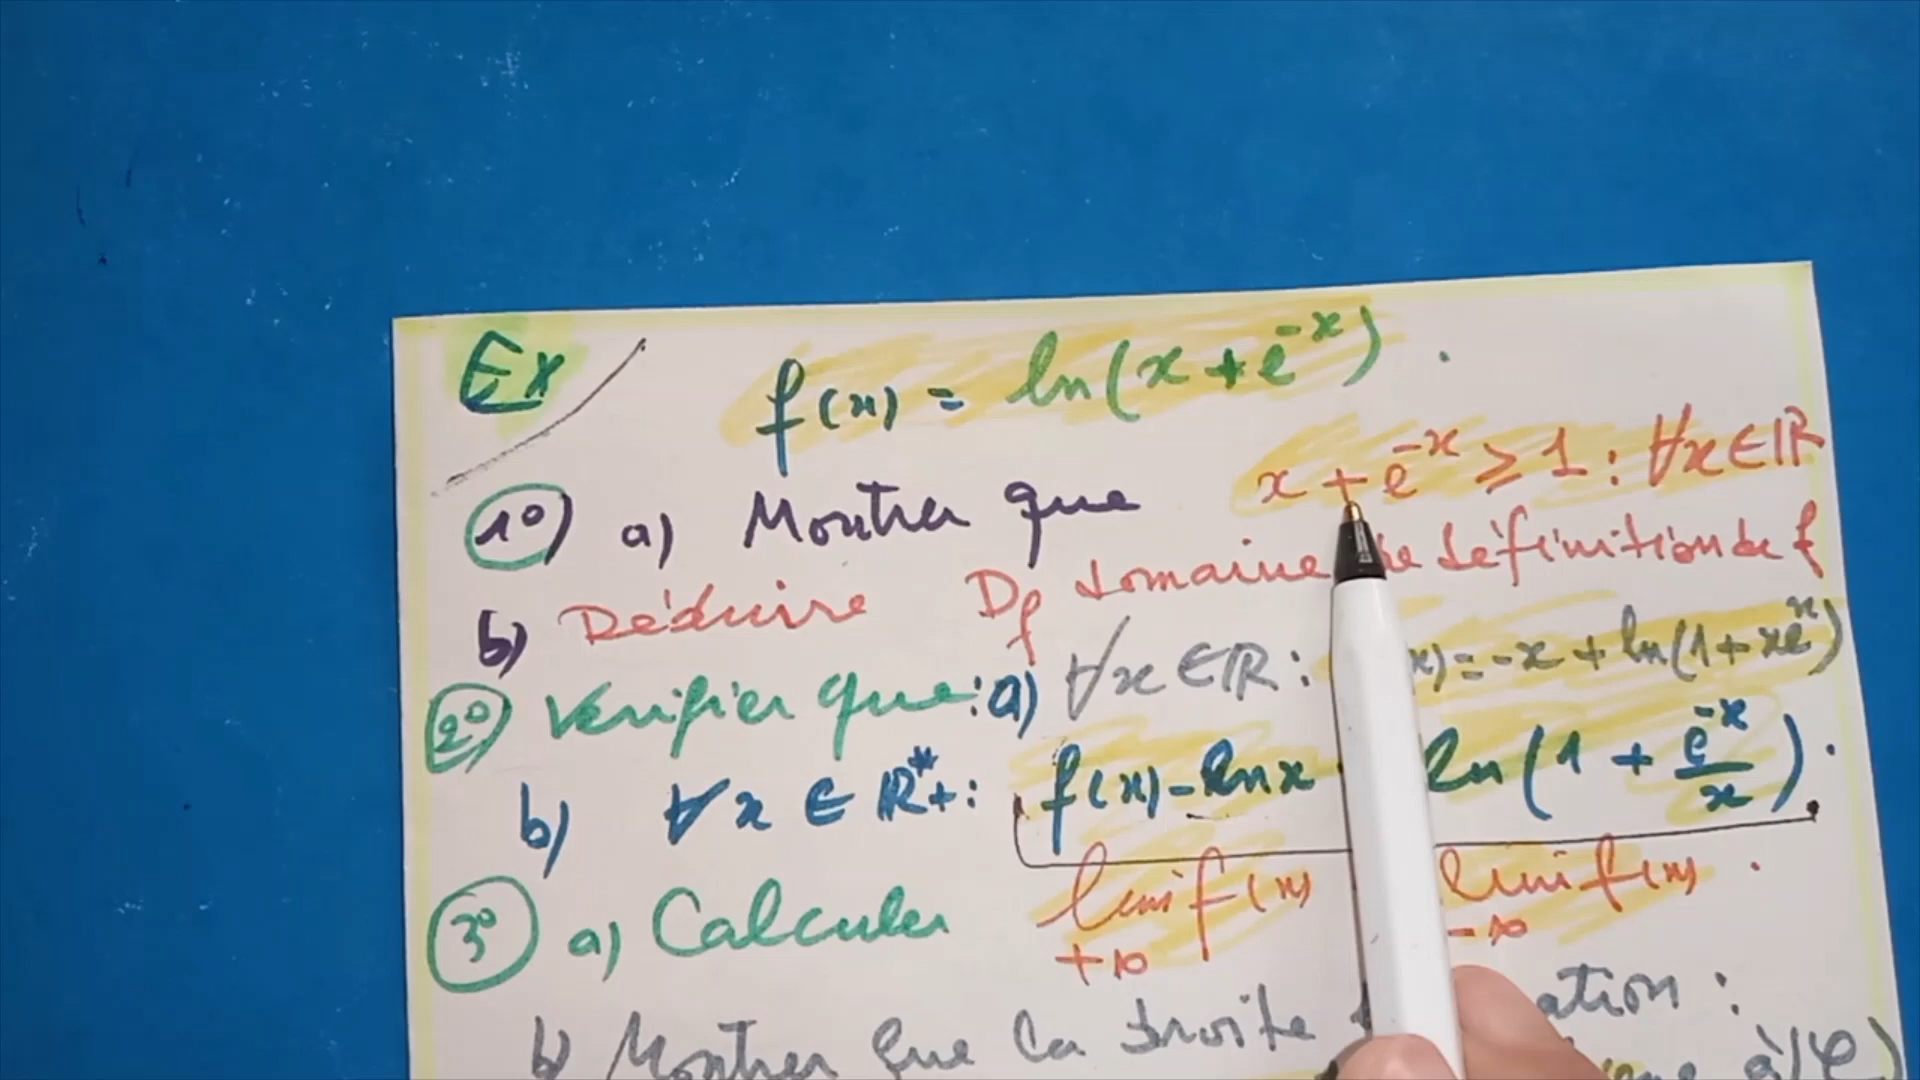 Ex
f(x) = ln(x + e^-x).
1°) a) Montrer que x + e^-x ≥ 1 : ∀x ∈ ℝ
b) Déduire Df domaine de définition de f
2°) Vérifier que : a) ∀x ∈ ℝ : x) = -x + ln(1 + xe^x)
b) ∀x ∈ ℝ*+ : f(x) - ln x ln(1 + e^-x/x).
3°) a) Calculer lim f(x) +∞ lim f(x) -∞.
b) Montrer que la droite ation :
à (C)